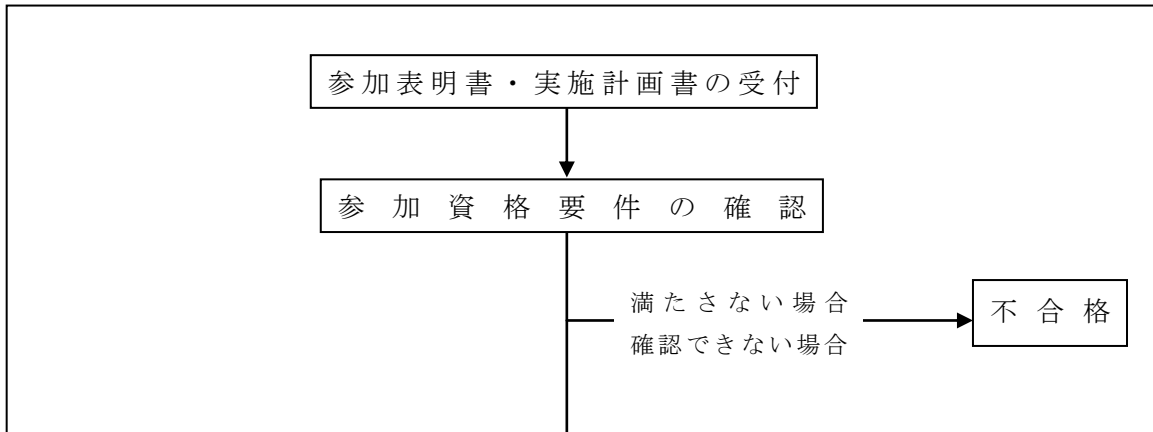 参加表明書・実施計画書の受付
参加資格要件の確認
満たさない場合
確認できない場合
不合格